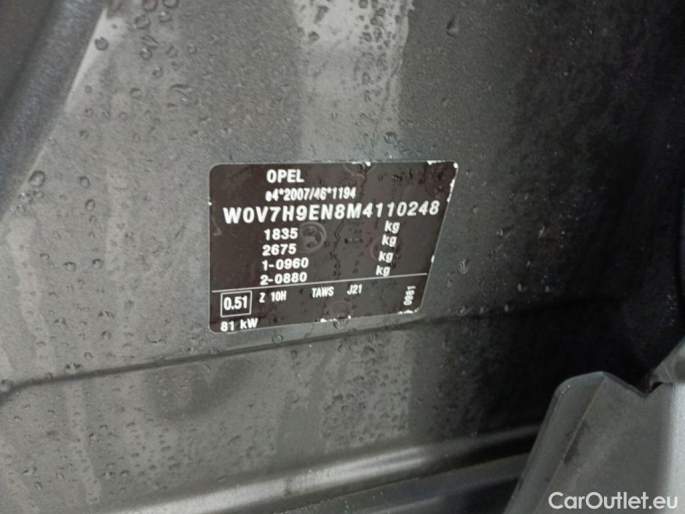 OPEL
e4*2007/46*1194
W0V7H9EN8M4110248
1835 kg
2675 kg
1-0960 kg
2-0880 kg
0.51 Z 10H TAWS J21 0981
81 kW
CarOutlet.eu